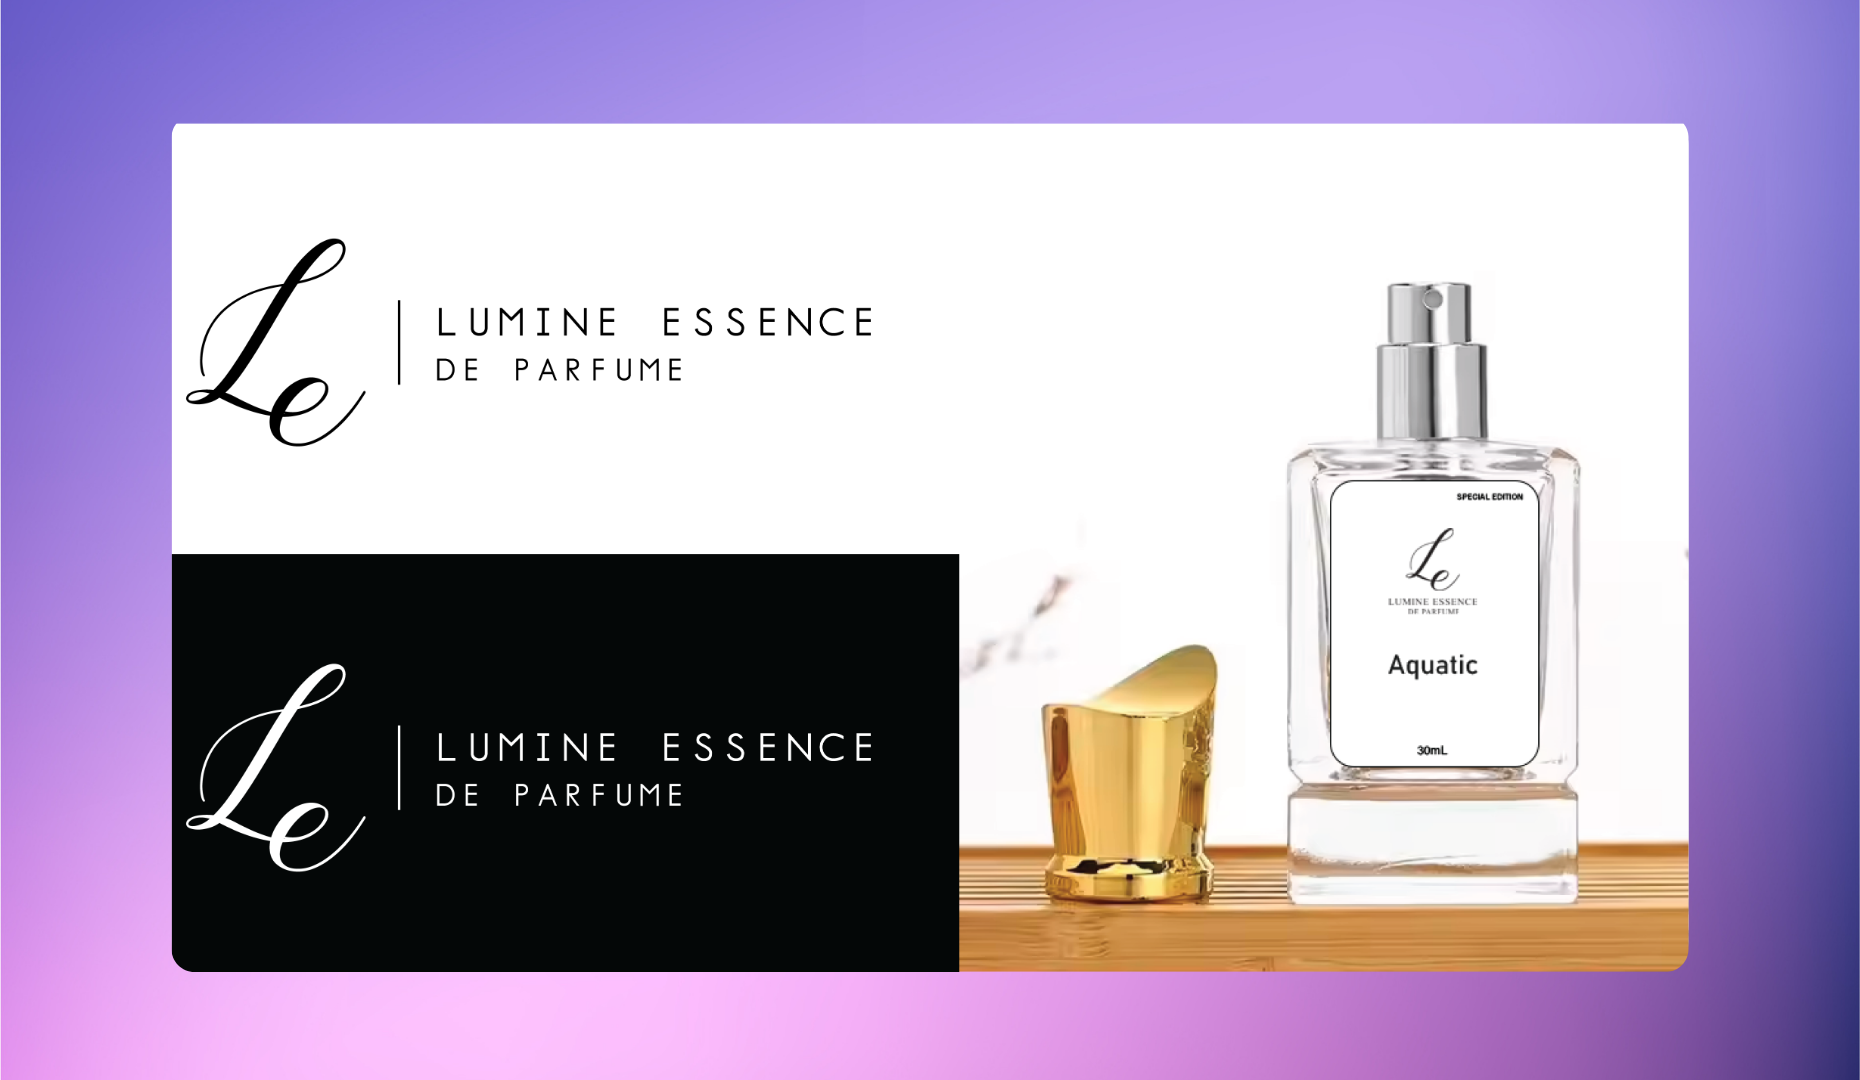 Le
LUMINE ESSENCE
DE PARFUME
Le
LUMINE ESSENCE
DE PARFUME
SPECIAL EDITION
Le
LUMINE ESSENCE
DE PARFUME
Aquatic
30mL